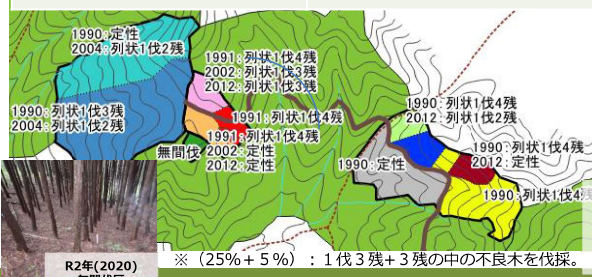 1990：定性
2004：列状1伐2残
1991：列状1伐4残
2002：列状1伐3残
2012：列状1伐3残
1990：列状1伐3残
2004：列状1伐2残
1991：列状1伐4残
1991：列状1伐4残
2002：定性
2012：定性
無間伐
1990：列状1伐4残
2012：列状1伐2残
1990：定性
1990：列状1伐4残
2012：定性
1990：列状1伐4残
※（25%＋５％）：１伐３残＋３残の中の不良木を伐採。
R2年(2020)